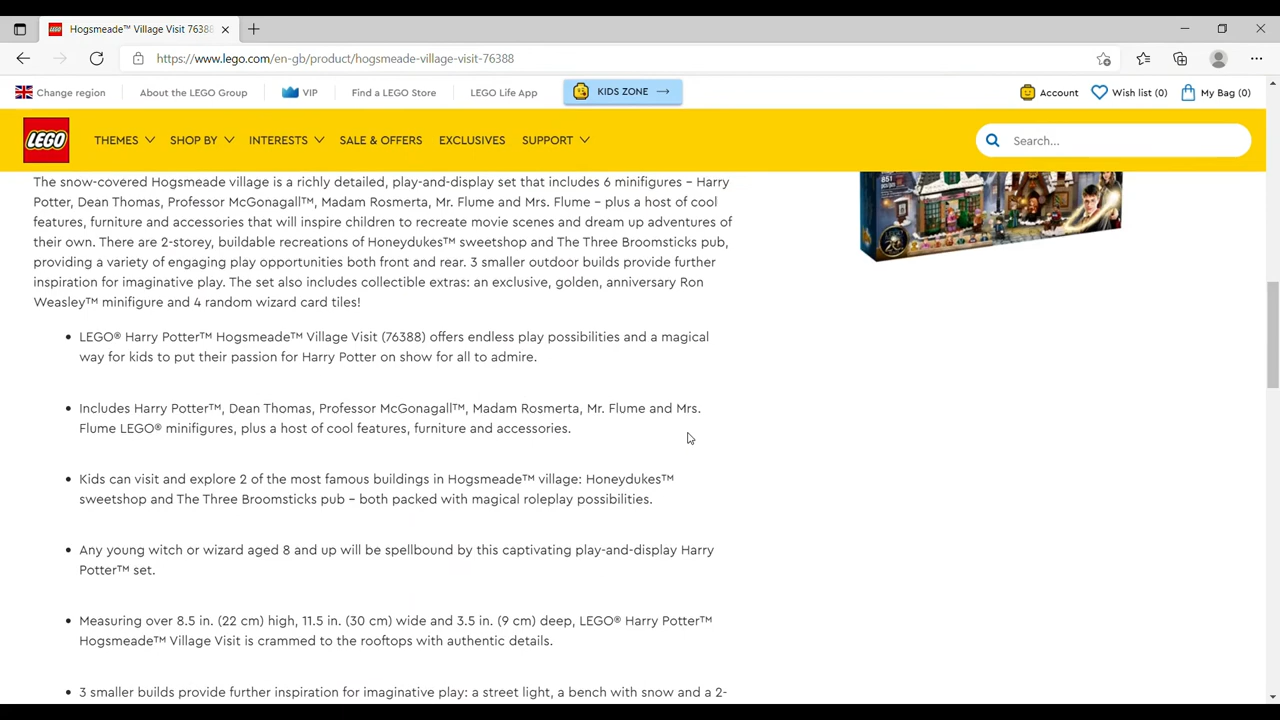 Hogsmeade™ Village Visit 76388
https://www.lego.com/en-gb/product/hogsmeade-village-visit-76388
Change region
About the LEGO Group
VIP
Find a LEGO Store
LEGO Life App
KIDS ZONE
Account
Wish list (0)
My Bag (0)
LEGO
THEMES
SHOP BY
INTERESTS
SALE & OFFERS
EXCLUSIVES
SUPPORT
Search...
The snow-covered Hogsmeade village is a richly detailed, play-and-display set that includes 6 minifigures – Harry
Potter, Dean Thomas, Professor McGonagall™, Madam Rosmerta, Mr. Flume and Mrs. Flume – plus a host of cool
features, furniture and accessories that will inspire children to recreate movie scenes and dream up adventures of
their own. There are 2-storey, buildable recreations of Honeydukes™ sweetshop and The Three Broomsticks pub,
providing a variety of engaging play opportunities both front and rear. 3 smaller outdoor builds provide further
inspiration for imaginative play. The set also includes collectible extras: an exclusive, golden, anniversary Ron
Weasley™ minifigure and 4 random wizard card tiles!
851
• LEGO® Harry Potter™ Hogsmeade™ Village Visit (76388) offers endless play possibilities and a magical
way for kids to put their passion for Harry Potter on show for all to admire.
• Includes Harry Potter™, Dean Thomas, Professor McGonagall™, Madam Rosmerta, Mr. Flume and Mrs.
Flume LEGO® minifigures, plus a host of cool features, furniture and accessories.
• Kids can visit and explore 2 of the most famous buildings in Hogsmeade™ village: Honeydukes™
sweetshop and The Three Broomsticks pub – both packed with magical roleplay possibilities.
• Any young witch or wizard aged 8 and up will be spellbound by this captivating play-and-display Harry
Potter™ set.
• Measuring over 8.5 in. (22 cm) high, 11.5 in. (30 cm) wide and 3.5 in. (9 cm) deep, LEGO® Harry Potter™
Hogsmeade™ Village Visit is crammed to the rooftops with authentic details.
• 3 smaller builds provide further inspiration for imaginative play: a street light, a bench with snow and a 2-